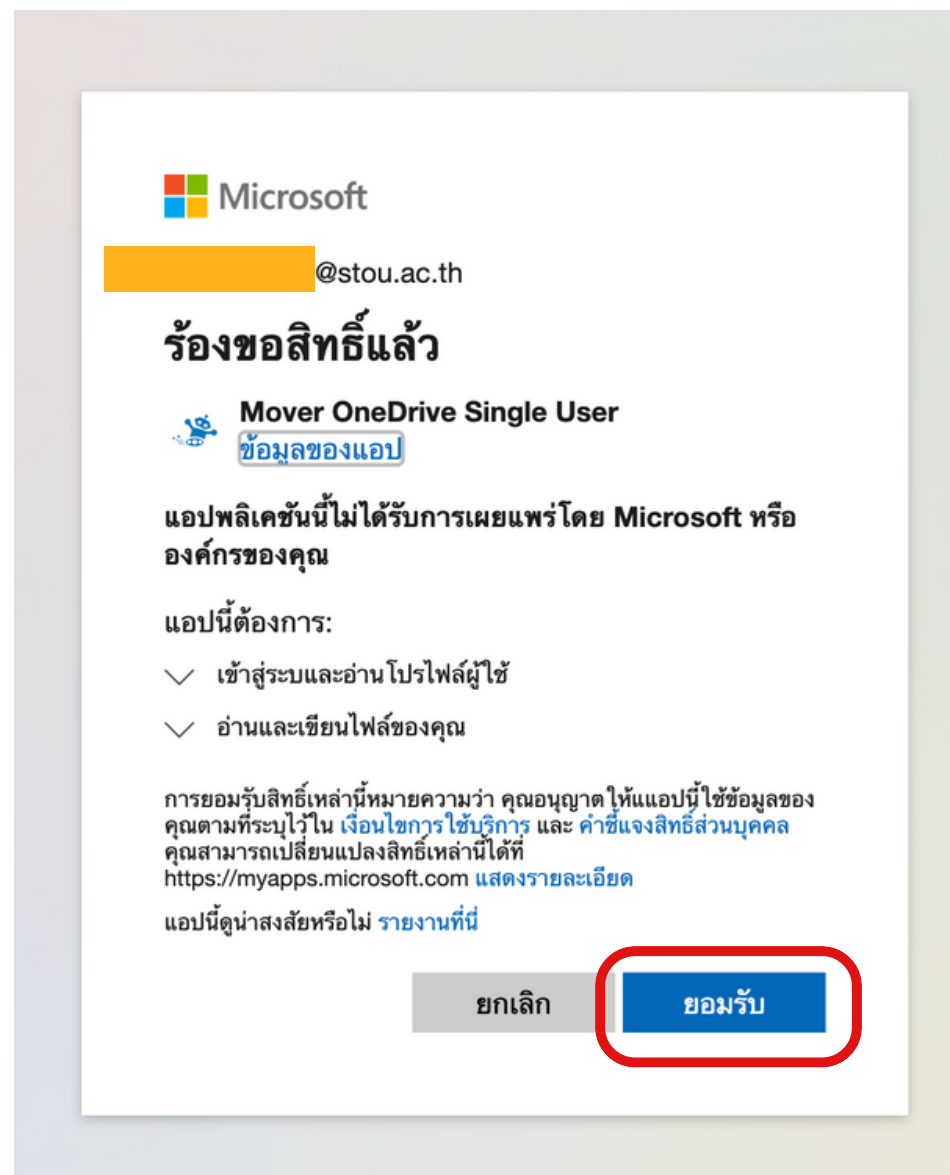 Microsoft
@stou.ac.th
ร้องขอสิทธิ์แล้ว
Mover OneDrive Single User
ข้อมูลของแอป
แอปพลิเคชันนี้ไม่ได้รับการเผยแพร่โดย Microsoft หรือ
องค์กรของคุณ
แอปนี้ต้องการ:
เข้าสู่ระบบและอ่านโปรไฟล์ผู้ใช้
อ่านและเขียนไฟล์ของคุณ
การยอมรับสิทธิ์เหล่านี้หมายความว่า คุณอนุญาตให้แแอปนี้ใช้ข้อมูลของ
คุณตามที่ระบุไว้ใน เงื่อนไขการใช้บริการ และ คำชี้แจงสิทธิ์ส่วนบุคคล
คุณสามารถเปลี่ยนแปลงสิทธิ์เหล่านี้ได้ที่
https://myapps.microsoft.com แสดงรายละเอียด
แอปนี้ดูน่าสงสัยหรือไม่ รายงานที่นี่
ยกเลิก ยอมรับ